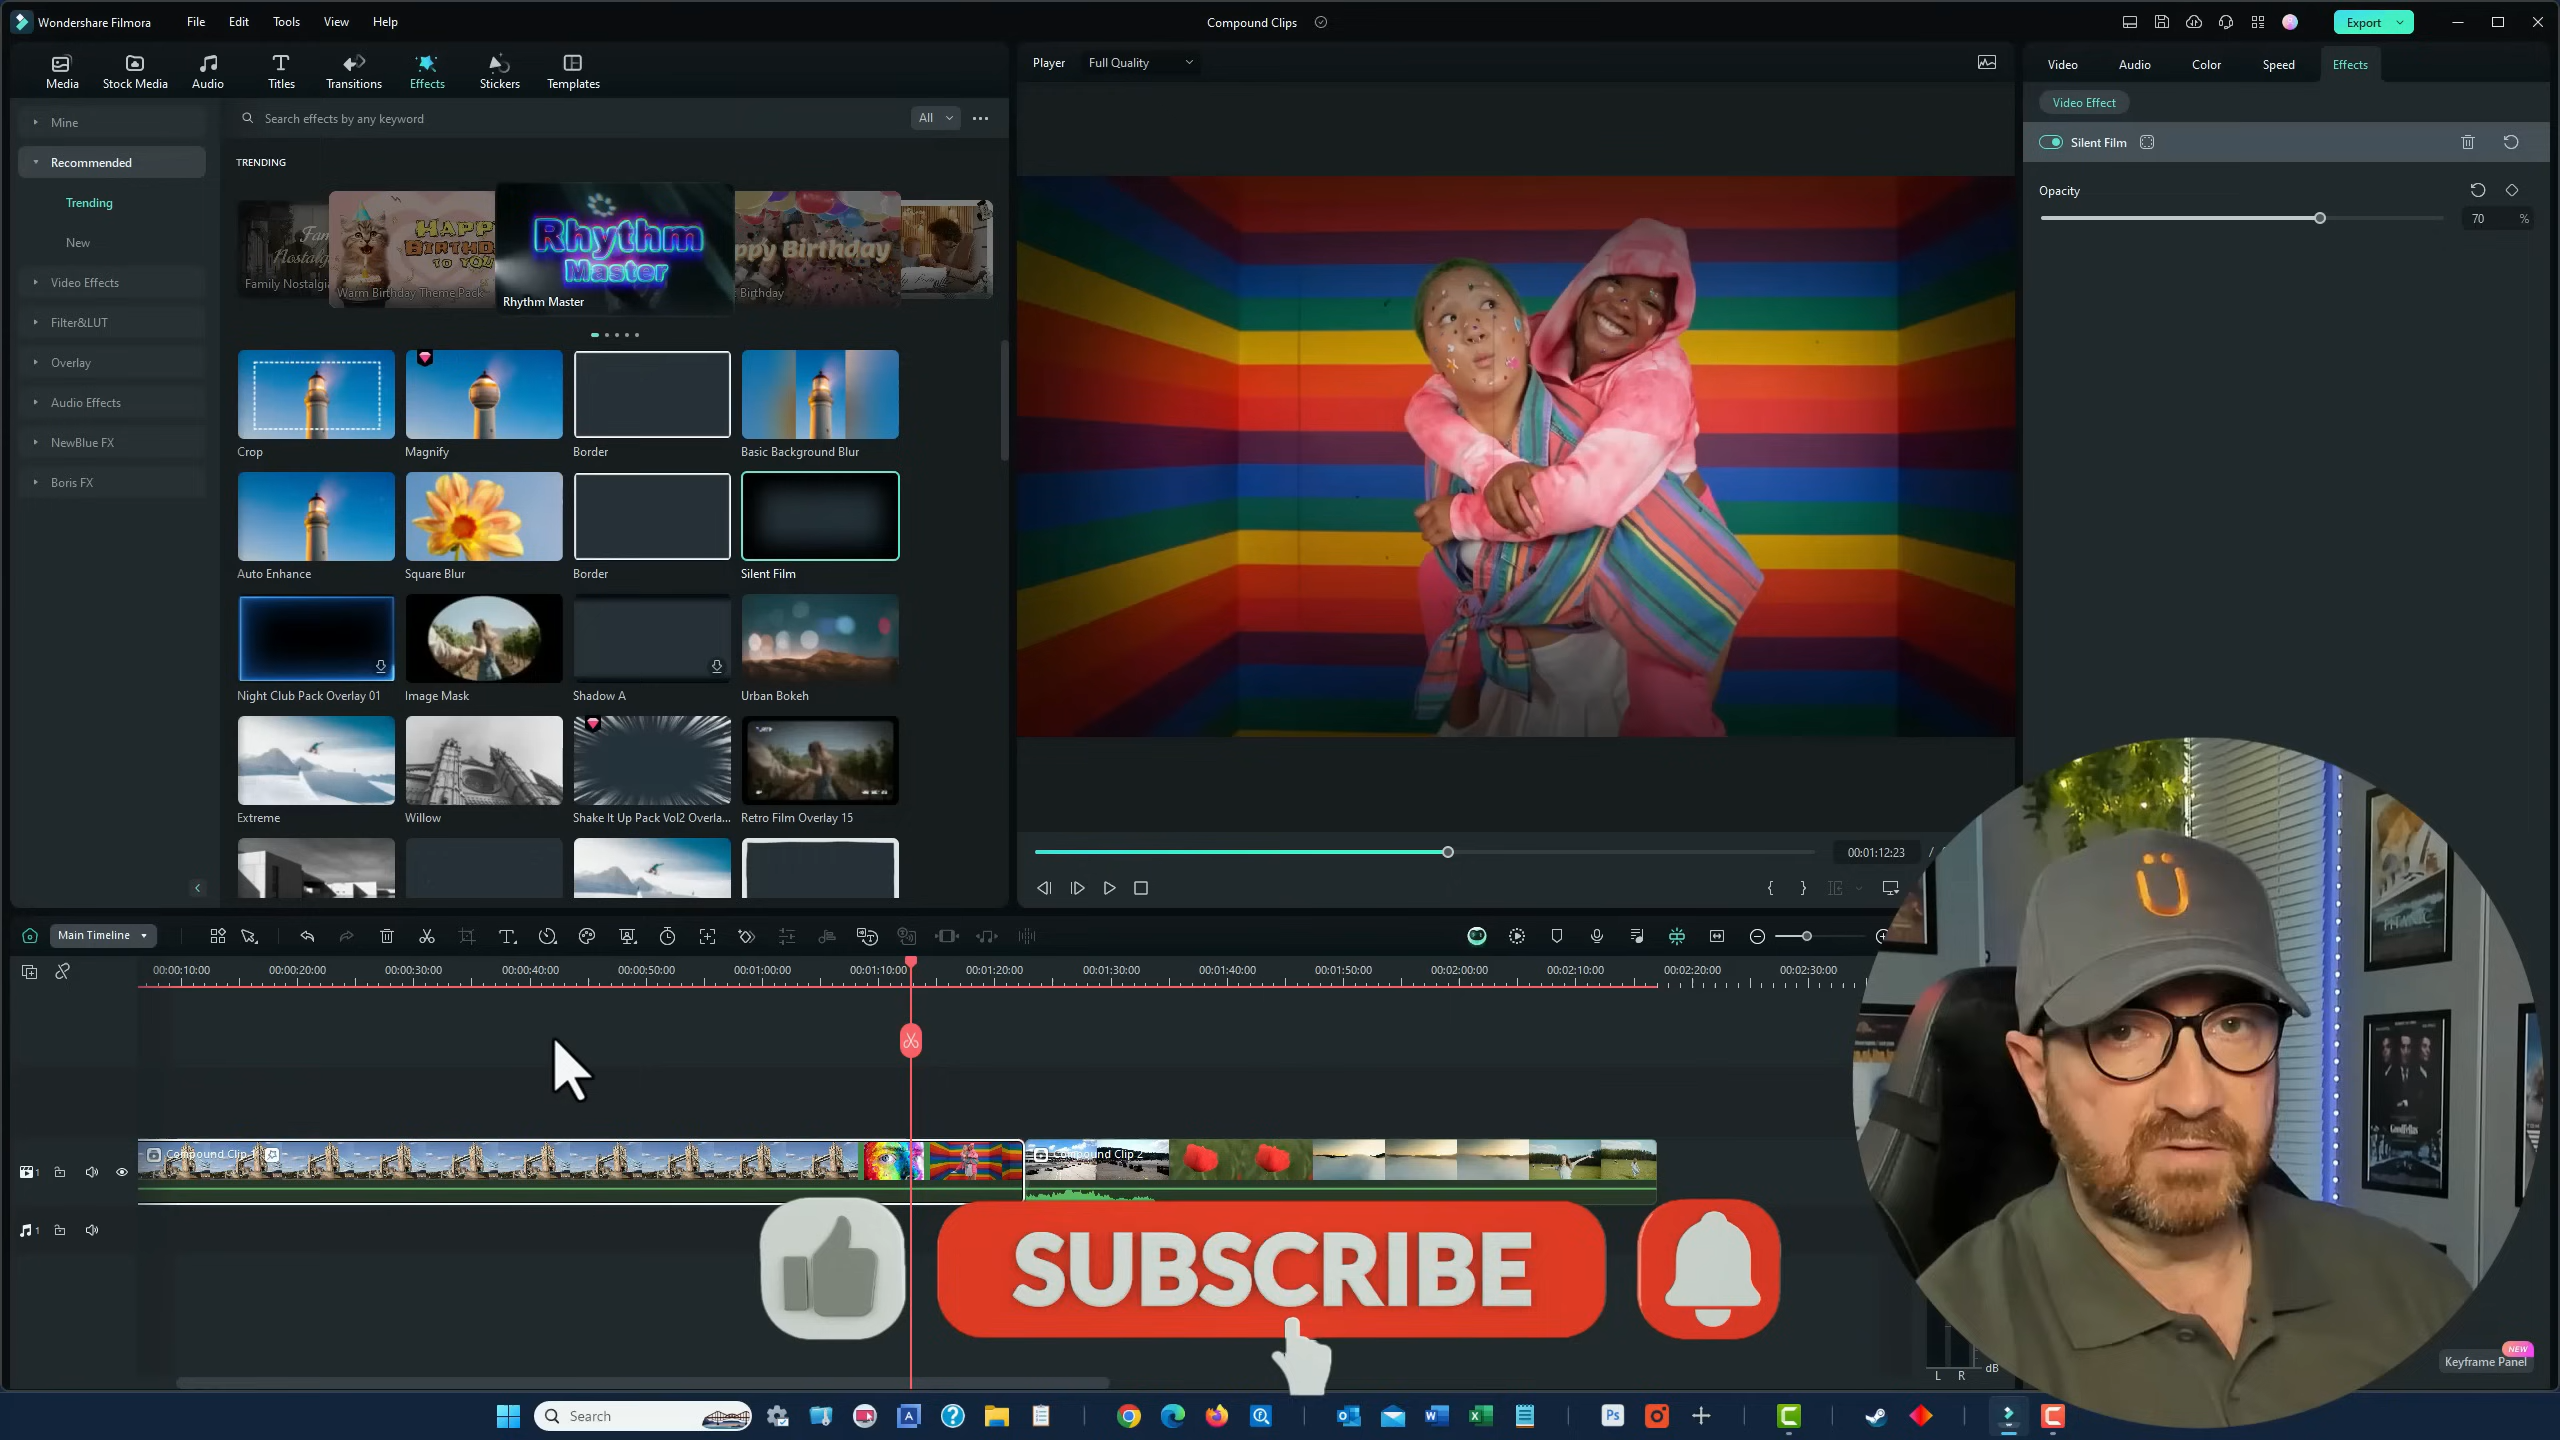 Wondershare Filmora File Edit Tools View Help Compound Clips Export
Media Stock Media Audio Titles Transitions Effects Stickers Templates
Player Full Quality
Video Audio Color Speed Effects
Mine
Search effects by any keyword All
Video Effect
Recommended
TRENDING
Silent Film
Trending
Opacity
70 %
New
Video Effects
Filter&LUT
Overlay
Audio Effects
NewBlue FX
Boris FX
HAPPY BIRTHDAY TO YOU
Rhythm Master
Birthday
Family Nostalgi
Warm Birthday Theme Pack
Rhythm Master
Birthday
Crop Magnify Border Basic Background Blur
Auto Enhance Square Blur Border Silent Film
Night Club Pack Overlay 01 Image Mask Shadow A Urban Bokeh
Extreme Willow Shake It Up Pack Vol2 Overla... Retro Film Overlay 15
00:01:12:23 /
{ }
Main Timeline
00:00:10:00 00:00:20:00 00:00:30:00 00:00:40:00 00:00:50:00 00:01:00:00 00:01:10:00 00:01:20:00 00:01:30:00 00:01:40:00 00:01:50:00 00:02:00:00 00:02:10:00 00:02:20:00 00:02:30:00
1 Compound Clip 1 Compound Clip 2
1
SUBSCRIBE
Ü
TITANIC
Goodfellas
L R dB
NEW
Keyframe Panel
Search